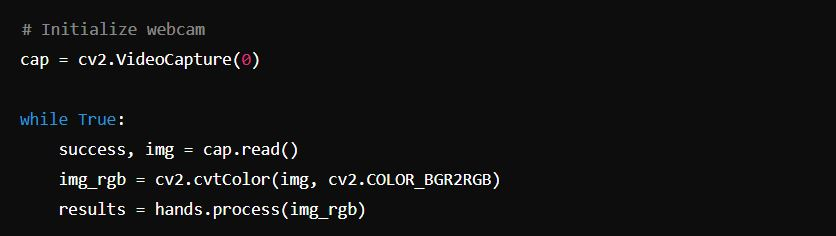 # Initialize webcam
cap = cv2.VideoCapture(0)
while True:
success, img = cap.read()
img_rgb = cv2.cvtColor(img, cv2.COLOR_BGR2RGB)
results = hands.process(img_rgb)